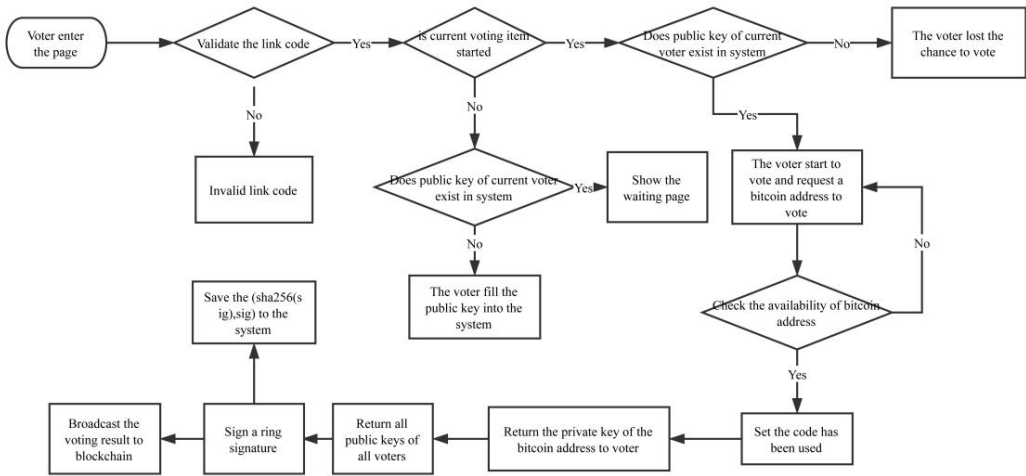 Voter enter
the page
Validate the link code
Yes
is current voting item
started
Yes
Does public key of current
voter exist in system
No
The voter lost the
chance to vote
No
No
Yes
Invalid link code
Does public key of current voter
exist in system
Yes
Show the
waiting page
The voter start to
vote and request a
bitcoin address to
vote
No
No
Save the (sha256(s
ig),sig) to the
system
The voter fill the
public key into the
system
Check the availability of bitcoin
address
Yes
Broadcast the
voting result to
blockchain
Sign a ring
signature
Return all
public keys of
all voters
Return the private key of the
bitcoin address to voter
Set the code has
been used